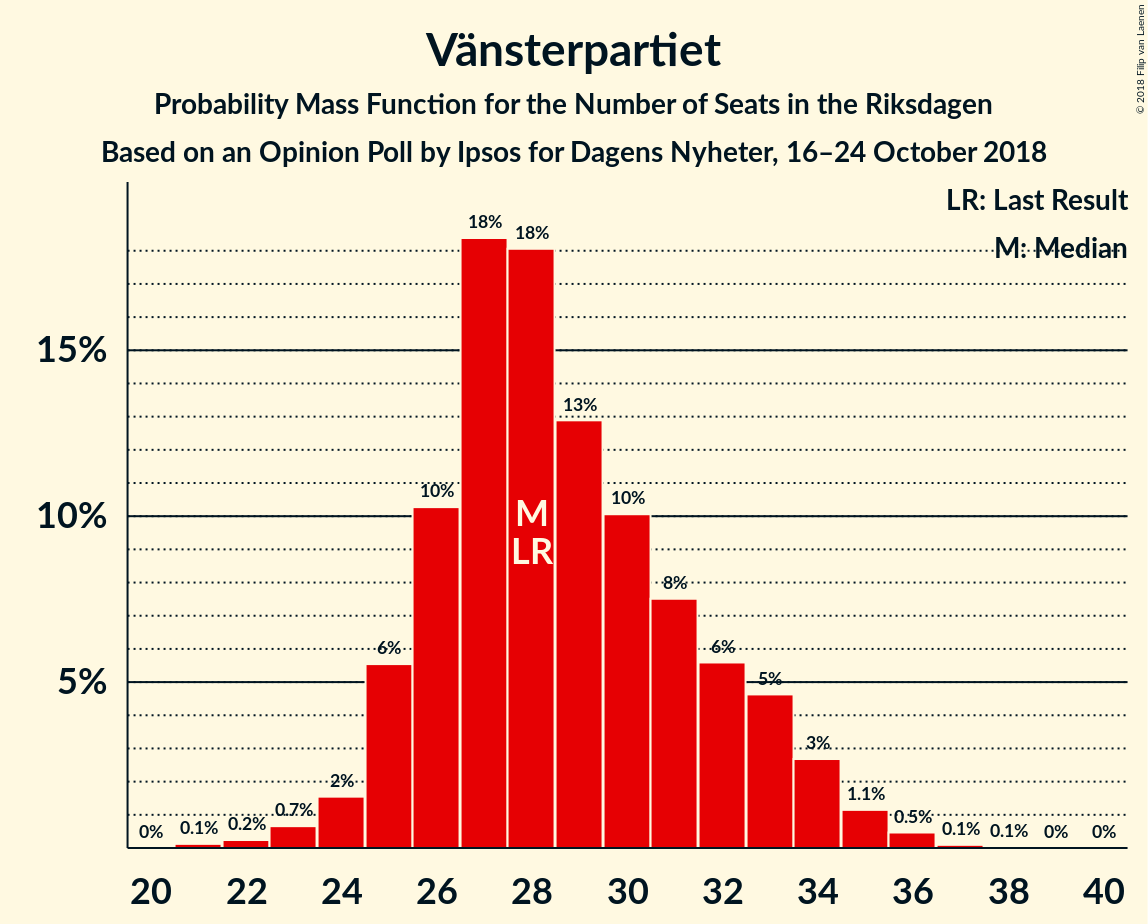 Vänsterpartiet
Probability Mass Function for the Number of Seats in the Riksdagen
Based on an Opinion Poll by Ipsos for Dagens Nyheter, 16–24 October 2018
© 2018 Filip van Laenen
LR: Last Result
M: Median
15%
10%
5%
0%
0.1%
0.2%
0.7%
2%
6%
10%
18%
18%
13%
10%
8%
6%
5%
3%
1.1%
0.5%
0.1%
0.1%
0%
0%
M
LR
20 22 24 26 28 30 32 34 36 38 40